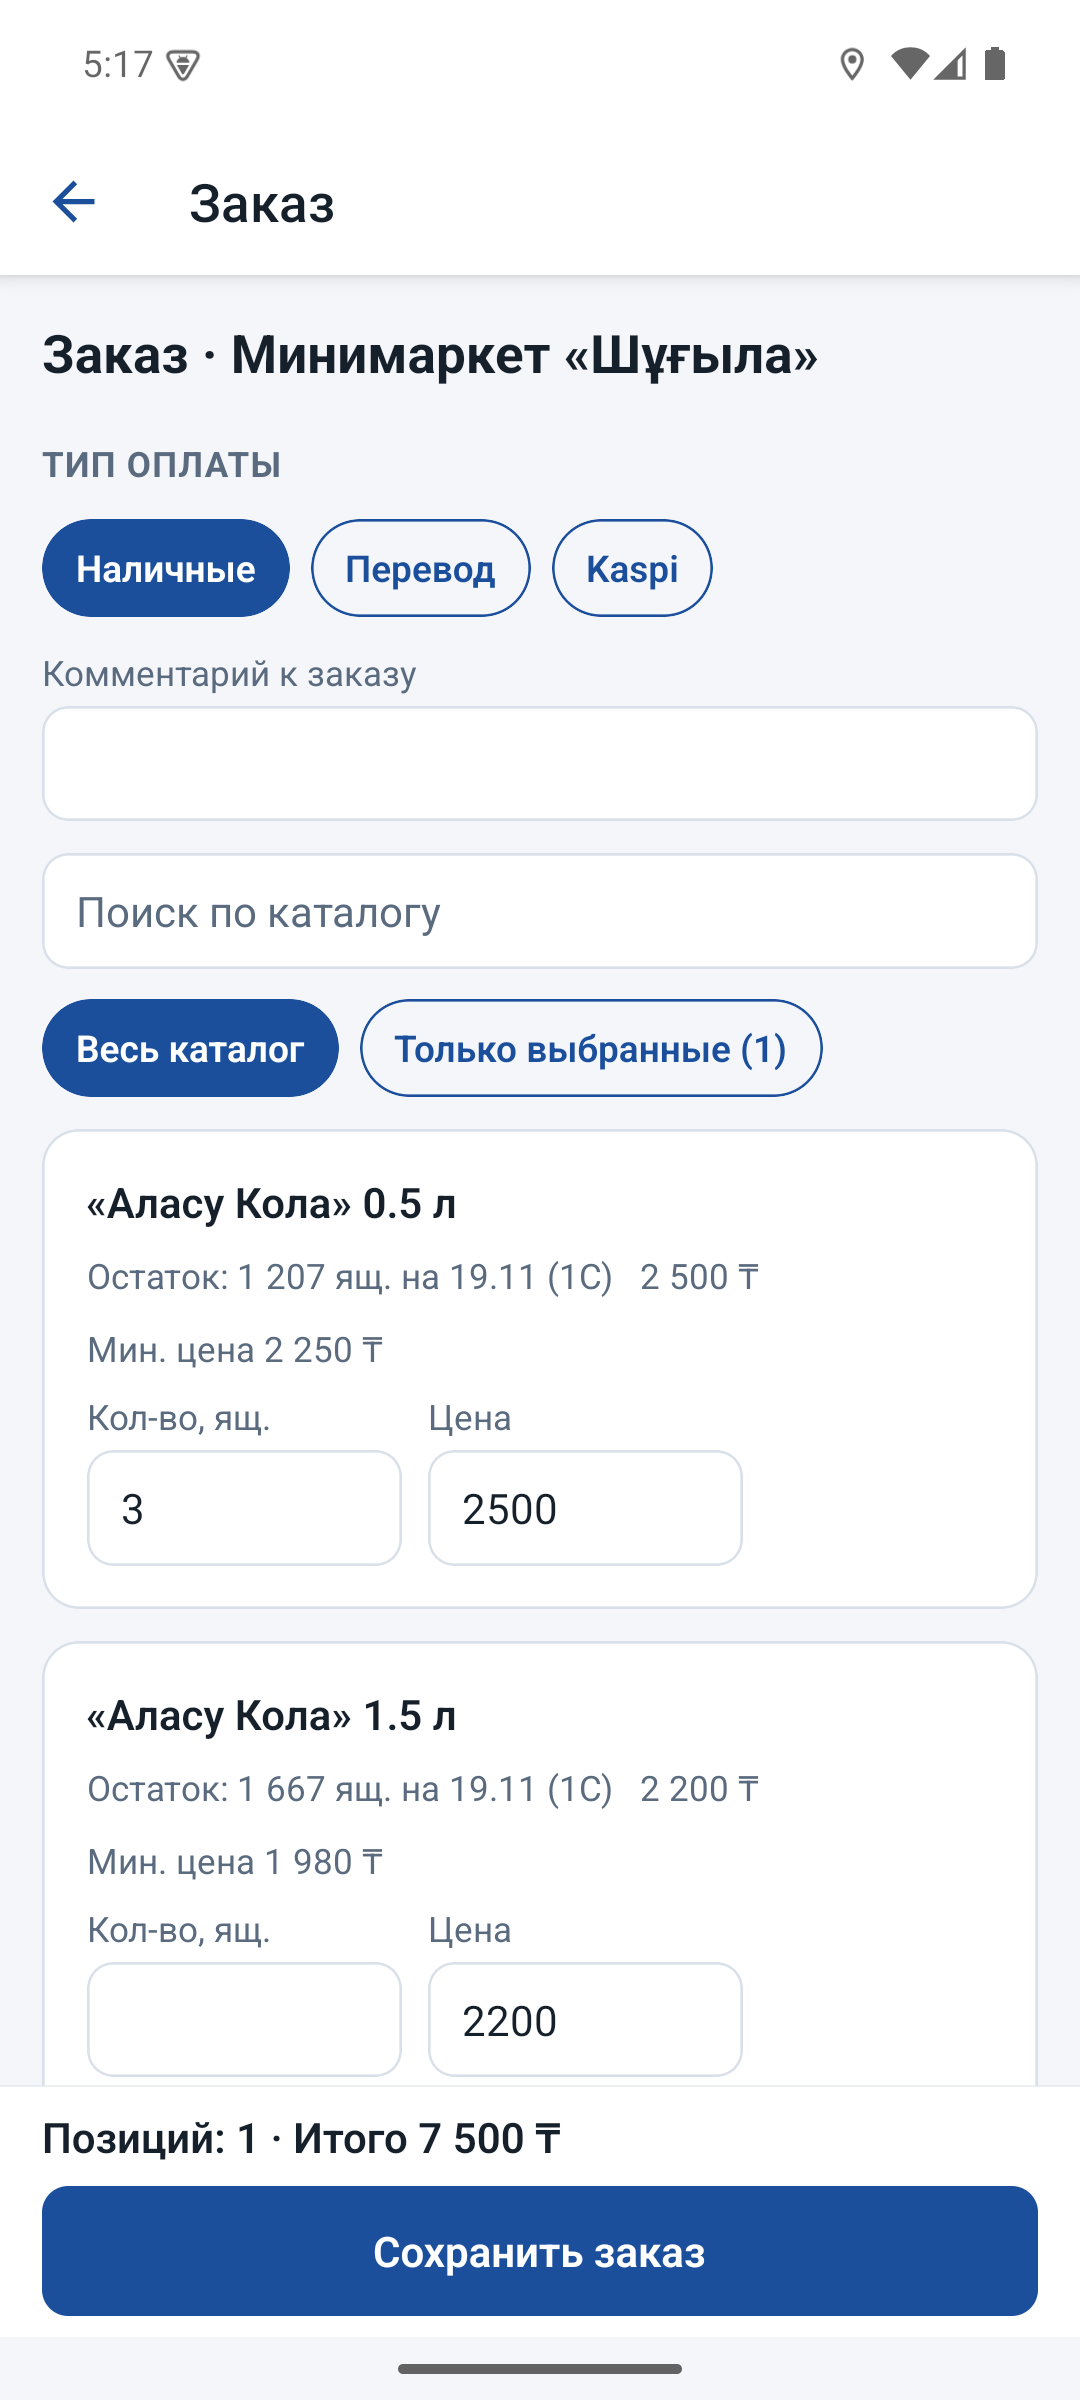 5:17
Заказ
Заказ · Минимаркет «Шұғыла»
ТИП ОПЛАТЫ
Наличные Перевод Kaspi
Комментарий к заказу
Поиск по каталогу
Весь каталог Только выбранные (1)
«Аласу Кола» 0.5 л
Остаток: 1 207 ящ. на 19.11 (1С) 2 500 ₸
Мин. цена 2 250 ₸
Кол-во, ящ. Цена
3 2500
«Аласу Кола» 1.5 л
Остаток: 1 667 ящ. на 19.11 (1С) 2 200 ₸
Мин. цена 1 980 ₸
Кол-во, ящ. Цена
2200
Позиций: 1 · Итого 7 500 ₸
Сохранить заказ